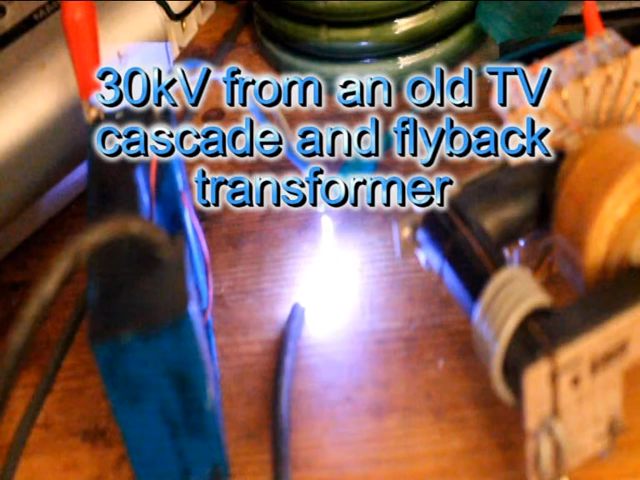 30kV from an old TV
cascade and flyback
transformer